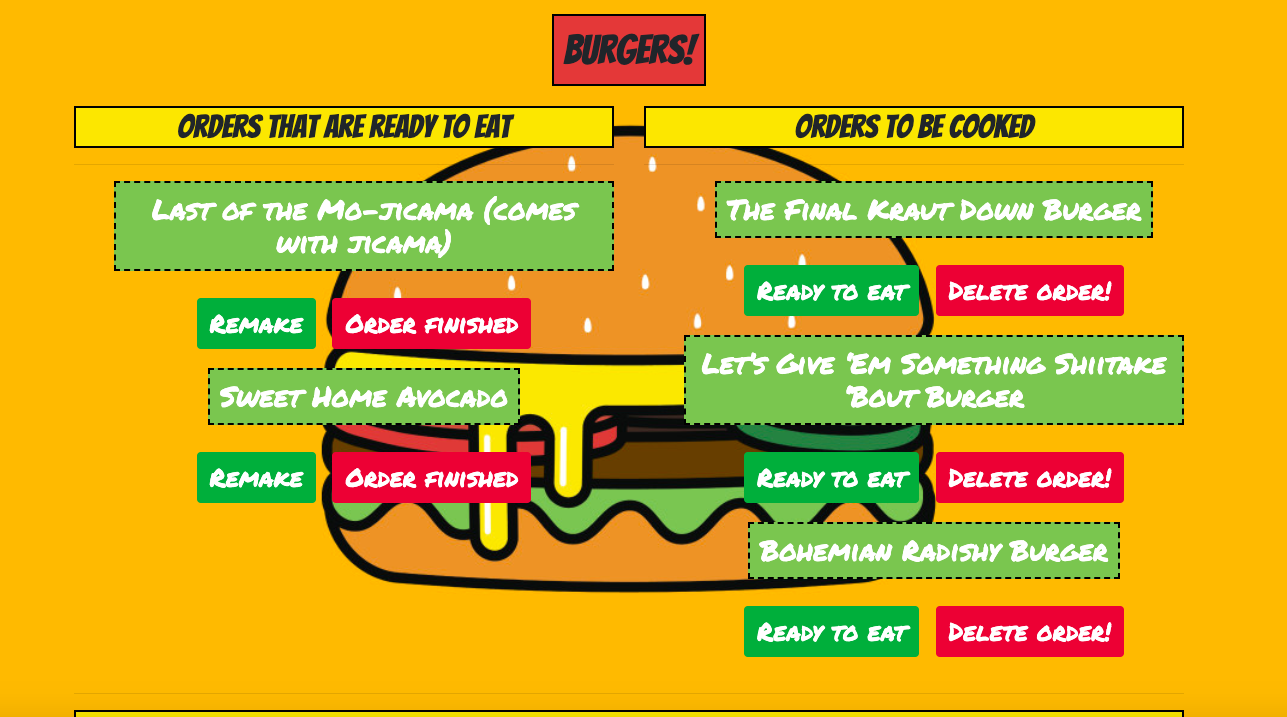 BURGERS!
ORDERS THAT ARE READY TO EAT
Last of the Mo-jicama (comes
with jicama)
Remake
Order finished
Sweet Home Avocado
Remake
Order finished
ORDERS TO BE COOKED
The Final Kraut Down Burger
Ready to eat
Delete order!
Let's Give 'Em Something Shiitake
'Bout Burger
Ready to eat
Delete order!
Bohemian Radishy Burger
Ready to eat
Delete order!